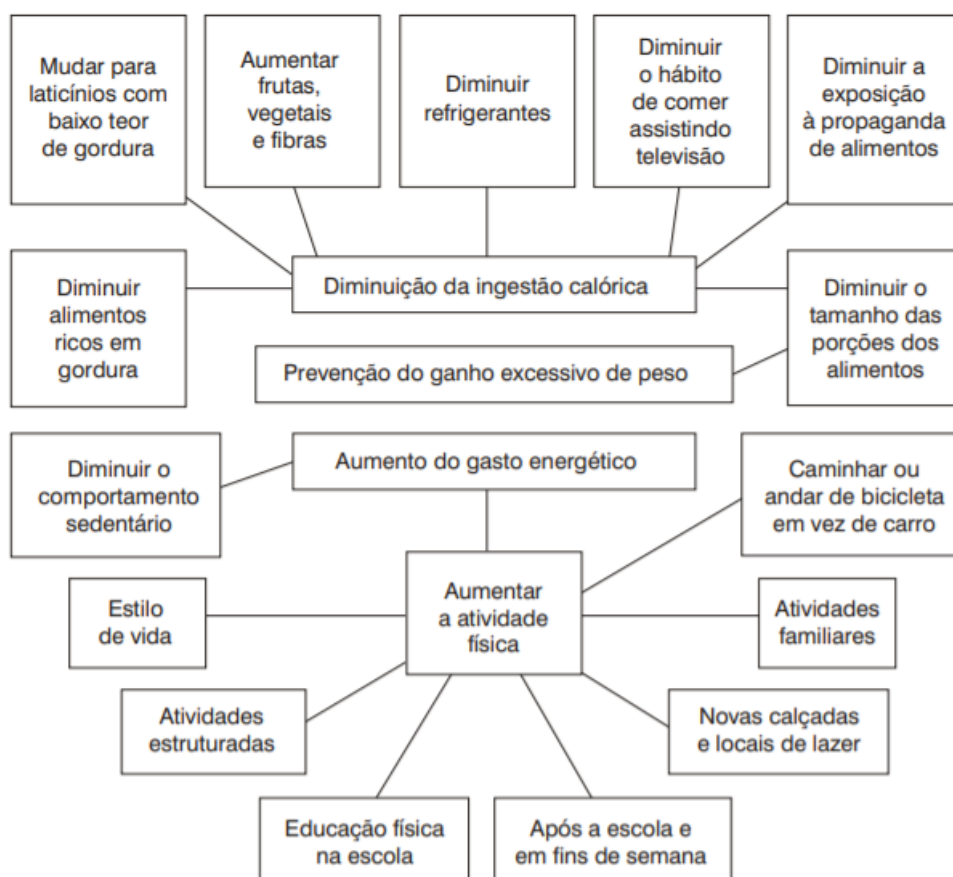 Mudar para
laticínios com
baixo teor
de gordura
Aumentar
frutas,
vegetais
e fibras
Diminuir
refrigerantes
Diminuir
o hábito
de comer
assistindo
televisão
Diminuir a
exposição
à propaganda
de alimentos
Diminuir
alimentos
ricos em
gordura
Diminuição da ingestão calórica
Diminuir o
tamanho das
porções dos
alimentos
Prevenção do ganho excessivo de peso
Diminuir o
comportamento
sedentário
Aumento do gasto energético
Caminhar ou
andar de bicicleta
em vez de carro
Estilo
de vida
Aumentar
a atividade
física
Atividades
familiares
Atividades
estruturadas
Novas calçadas
e locais de lazer
Educação física
na escola
Após a escola e
em fins de semana